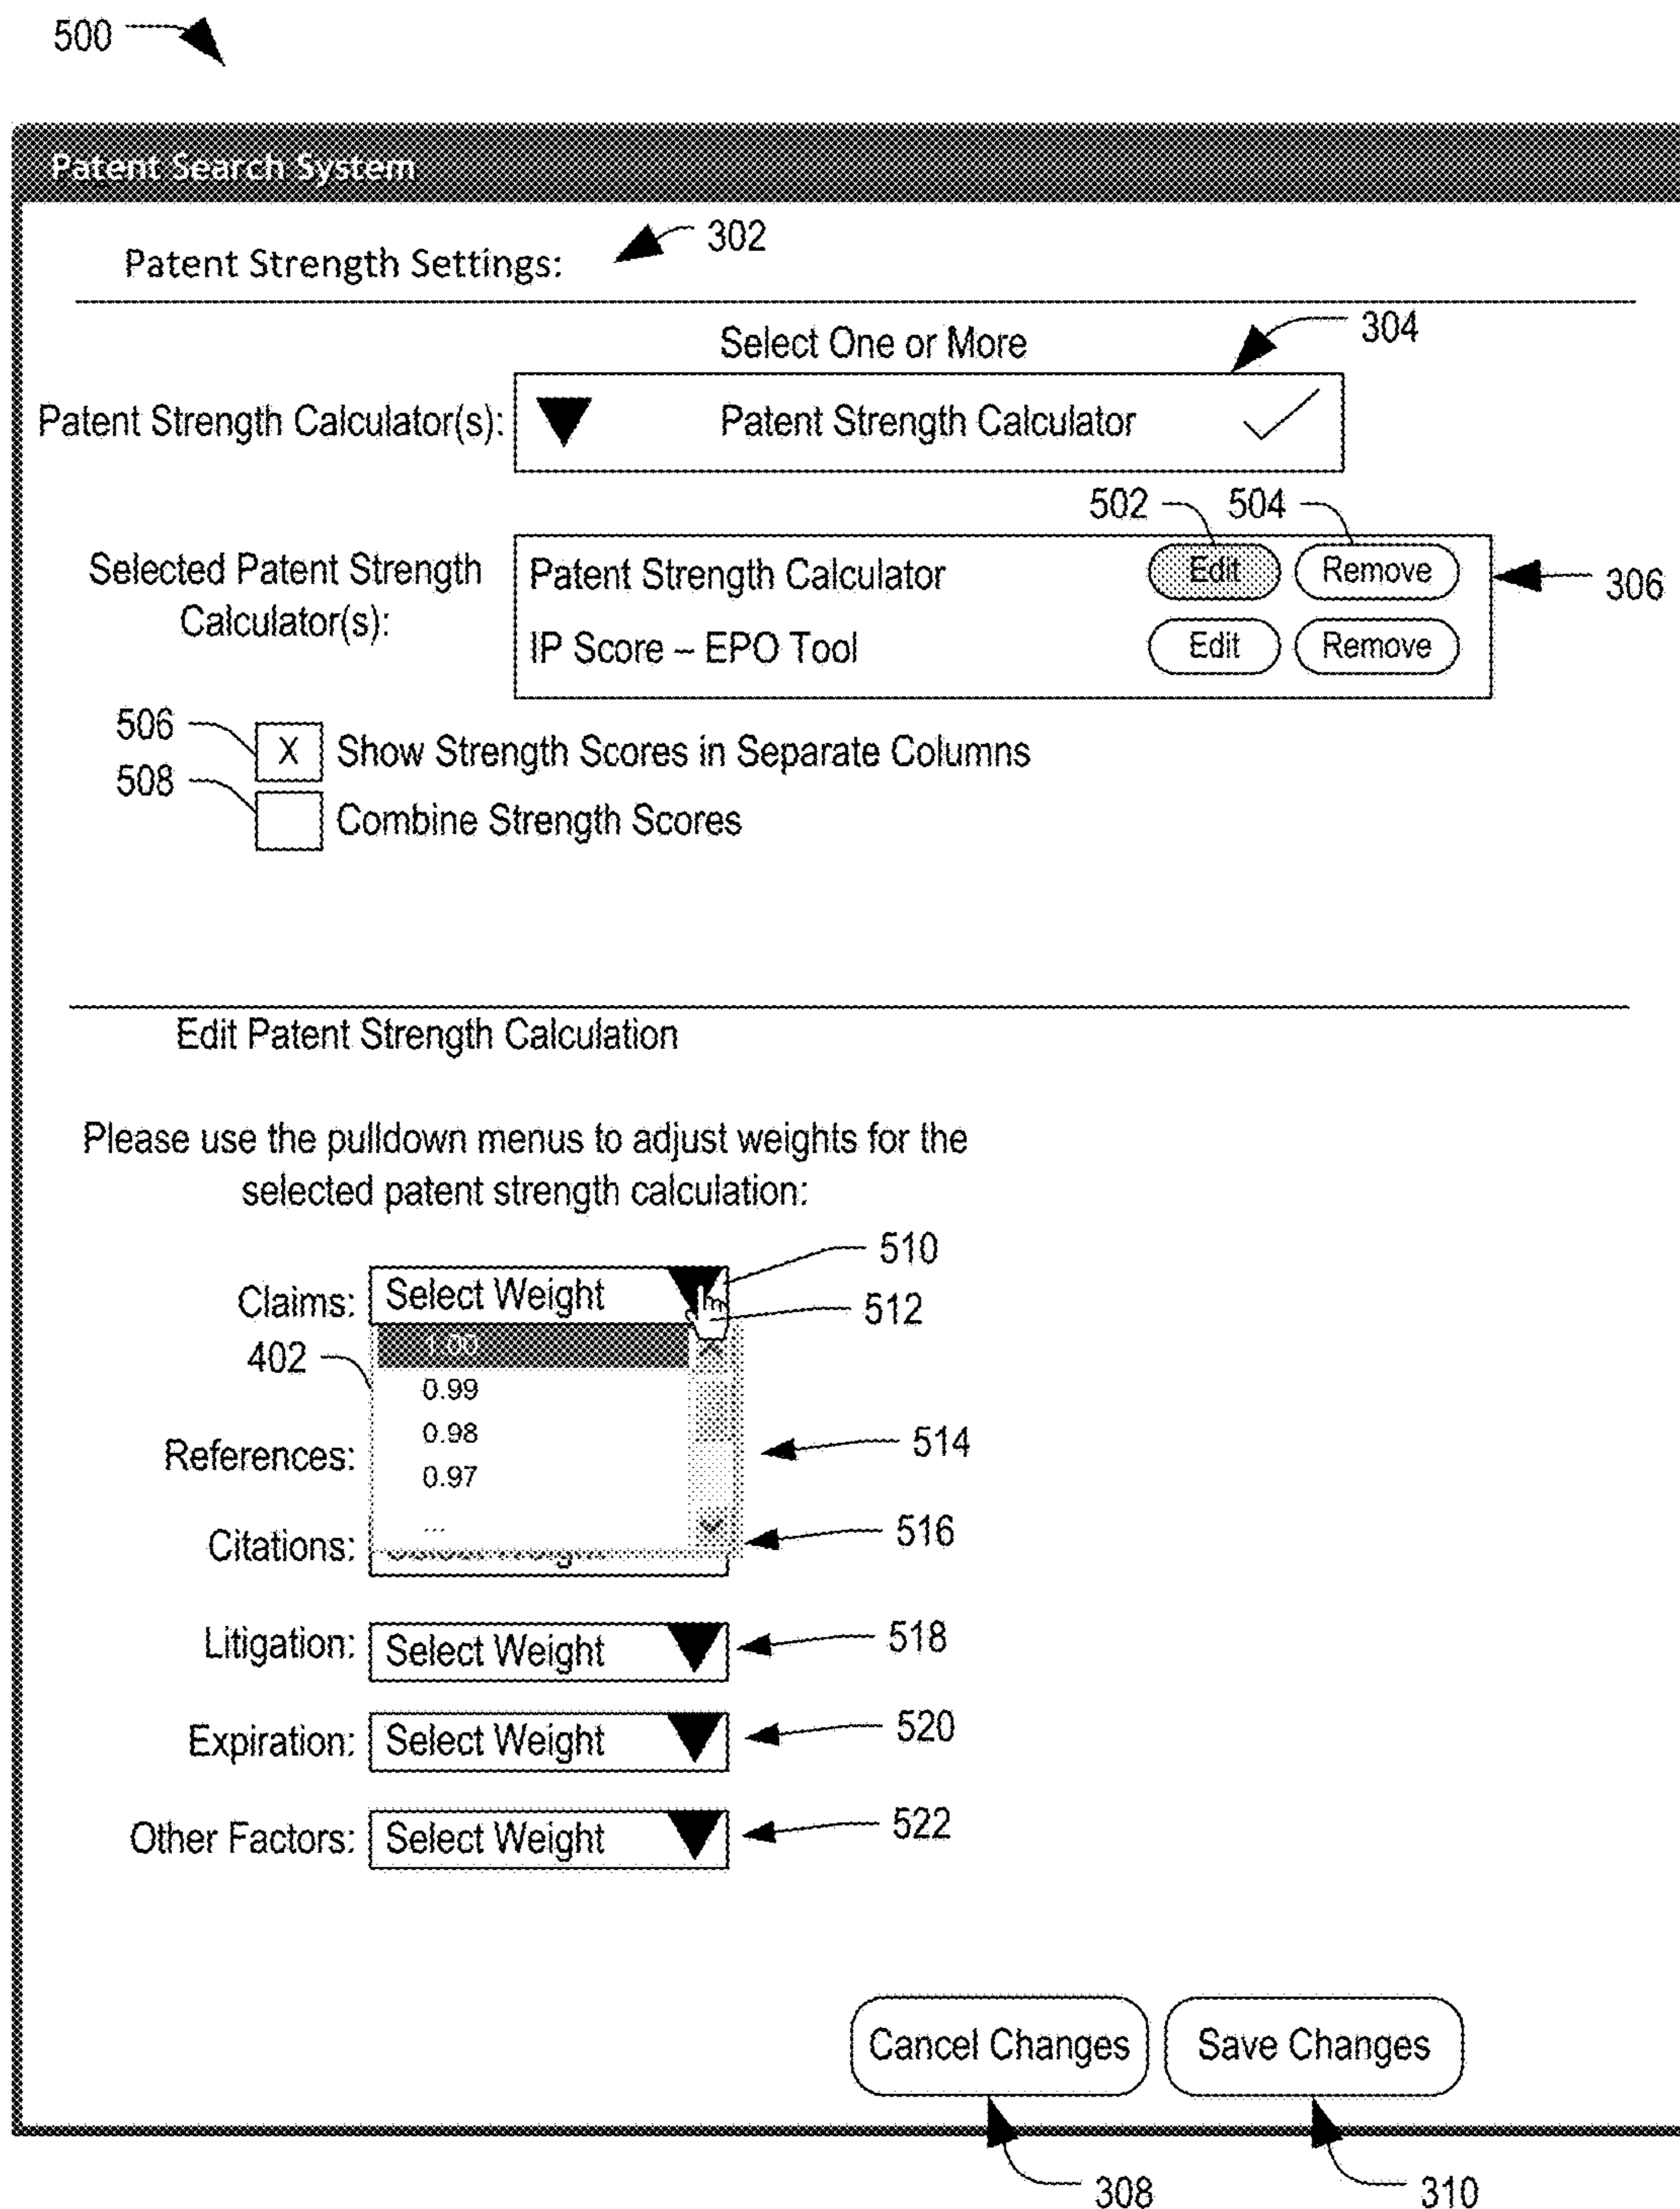 500
Patent Search System
Patent Strength Settings:
302
Select One or More
304
Patent Strength Calculator(s):
Patent Strength Calculator
502
504
Selected Patent Strength
Calculator(s):
Patent Strength Calculator
Edit
Remove
306
IP Score – EPO Tool
Edit
Remove
506
X
Show Strength Scores in Separate Columns
508
Combine Strength Scores
Edit Patent Strength Calculation
Please use the pulldown menus to adjust weights for the
selected patent strength calculation:
510
Claims:
Select Weight
512
402
1.00
0.99
0.98
References:
514
0.97
...
Citations:
516
Litigation:
Select Weight
518
Expiration:
Select Weight
520
Other Factors:
Select Weight
522
Cancel Changes
Save Changes
308
310